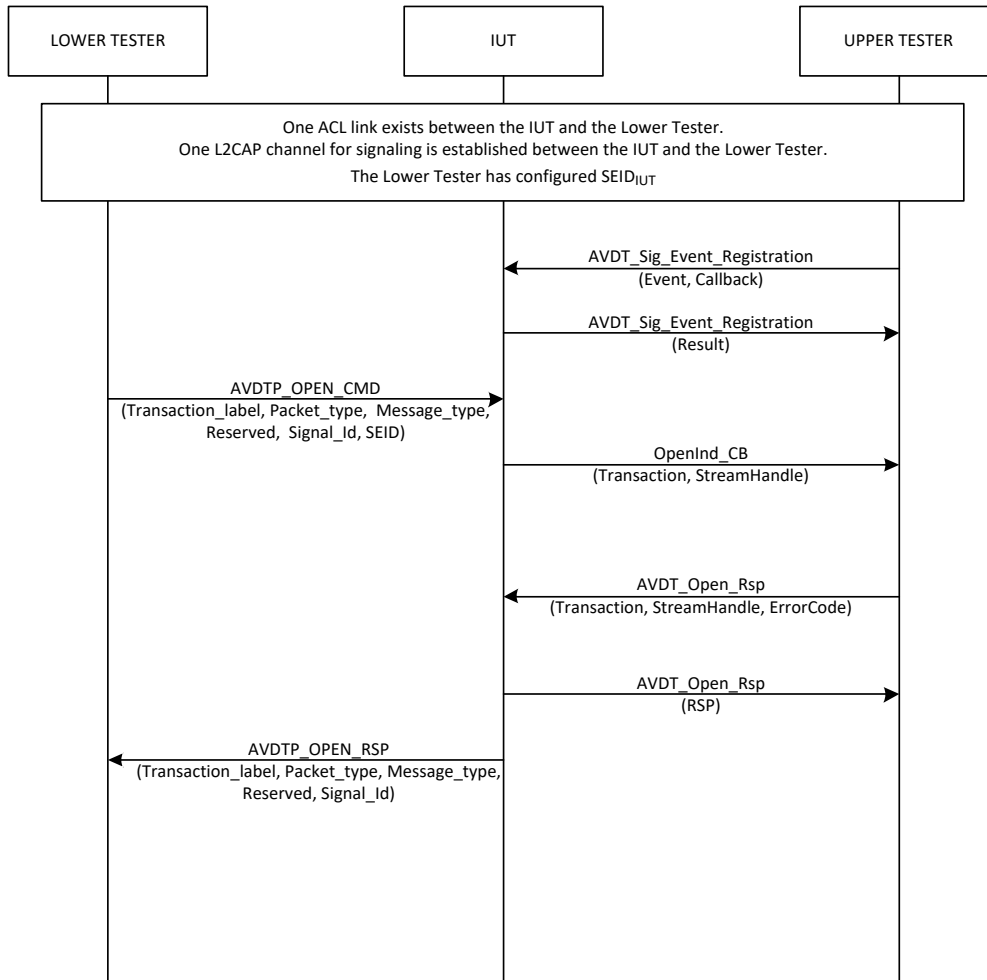 LOWER TESTER
IUT
UPPER TESTER
One ACL link exists between the IUT and the Lower Tester.
One L2CAP channel for signaling is established between the IUT and the Lower Tester.
The Lower Tester has configured SEIDIUT
AVDT_Sig_Event_Registration
(Event, Callback)
AVDT_Sig_Event_Registration
(Result)
AVDTP_OPEN_CMD
(Transaction_label, Packet_type, Message_type,
Reserved, Signal_Id, SEID)
OpenInd_CB
(Transaction, StreamHandle)
AVDT_Open_Rsp
(Transaction, StreamHandle, ErrorCode)
AVDT_Open_Rsp
(RSP)
AVDTP_OPEN_RSP
(Transaction_label, Packet_type, Message_type,
Reserved, Signal_Id)